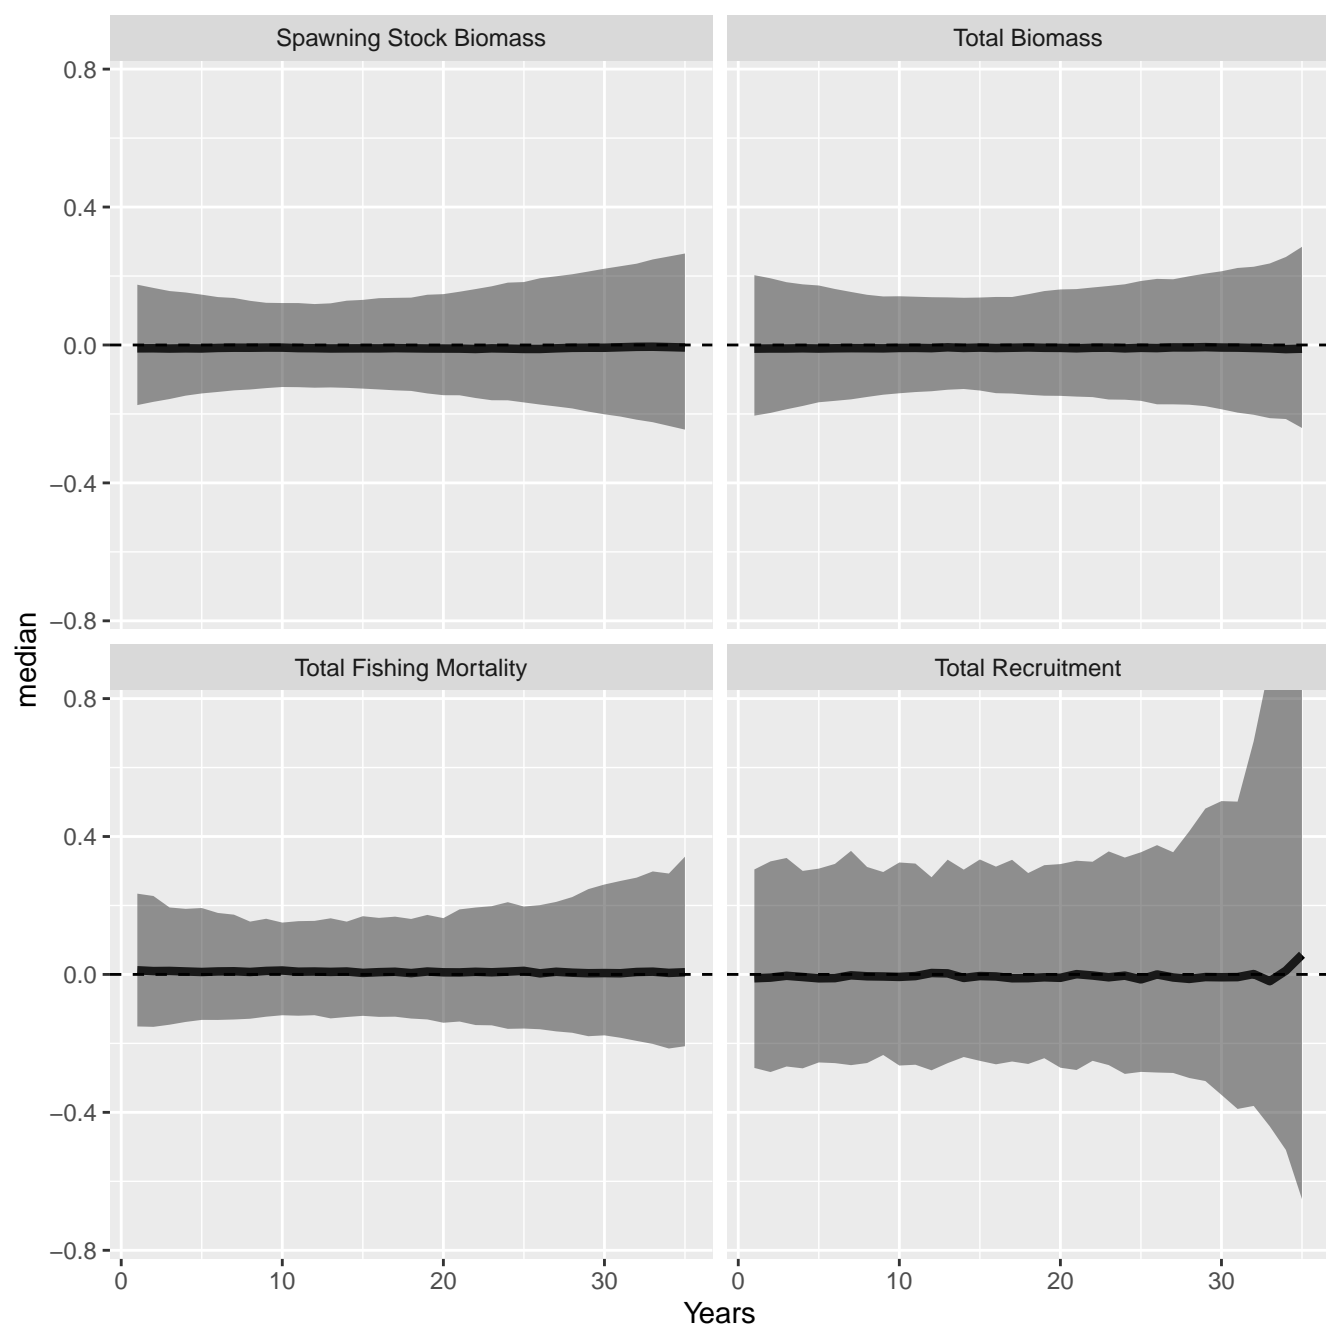 Spawning Stock Biomass
Total Biomass
0.8
0.4
0.0
−0.4
−0.8
median
Total Fishing Mortality
Total Recruitment
0.8
0.4
0.0
−0.4
−0.8
0 10 20 30
0 10 20 30
Years